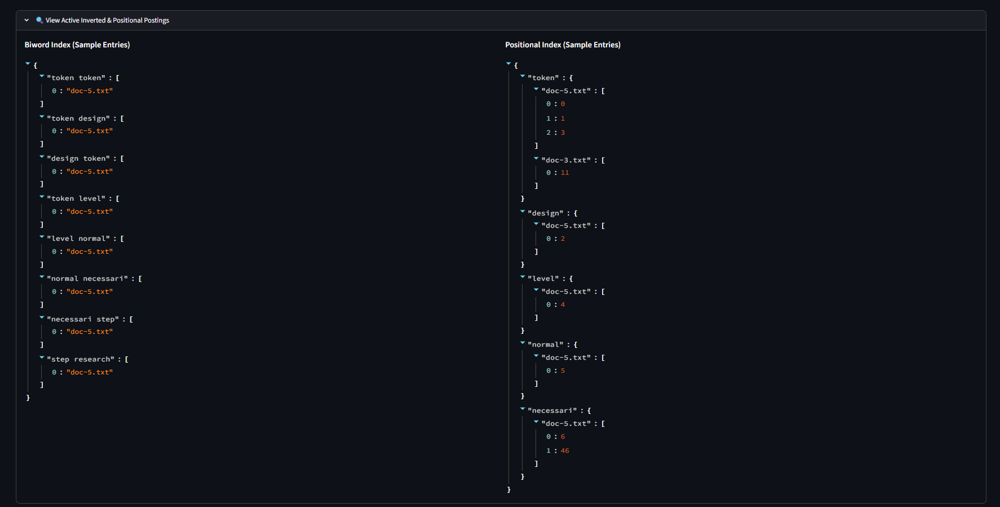 View Active Inverted & Positional Postings
Biword Index (Sample Entries)
{
"token token" : [
0 : "doc-5.txt"
]
"token design" : [
0 : "doc-5.txt"
]
"design token" : [
0 : "doc-5.txt"
]
"token level" : [
0 : "doc-5.txt"
]
"level normal" : [
0 : "doc-5.txt"
]
"normal necessari" : [
0 : "doc-5.txt"
]
"necessari step" : [
0 : "doc-5.txt"
]
"step research" : [
0 : "doc-5.txt"
]
}
Positional Index (Sample Entries)
{
"token" : {
"doc-5.txt" : [
0 : 0
1 : 1
2 : 3
]
"doc-3.txt" : [
0 : 11
]
}
"design" : {
"doc-5.txt" : [
0 : 2
]
}
"level" : {
"doc-5.txt" : [
0 : 4
]
}
"normal" : {
"doc-5.txt" : [
0 : 5
]
}
"necessari" : {
"doc-5.txt" : [
0 : 6
1 : 46
]
}
}